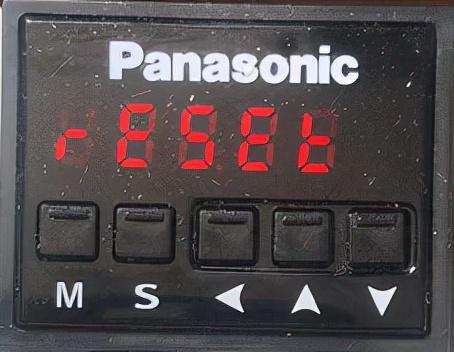 Panasonic
rESEt
M S ◀ ▲ ▼